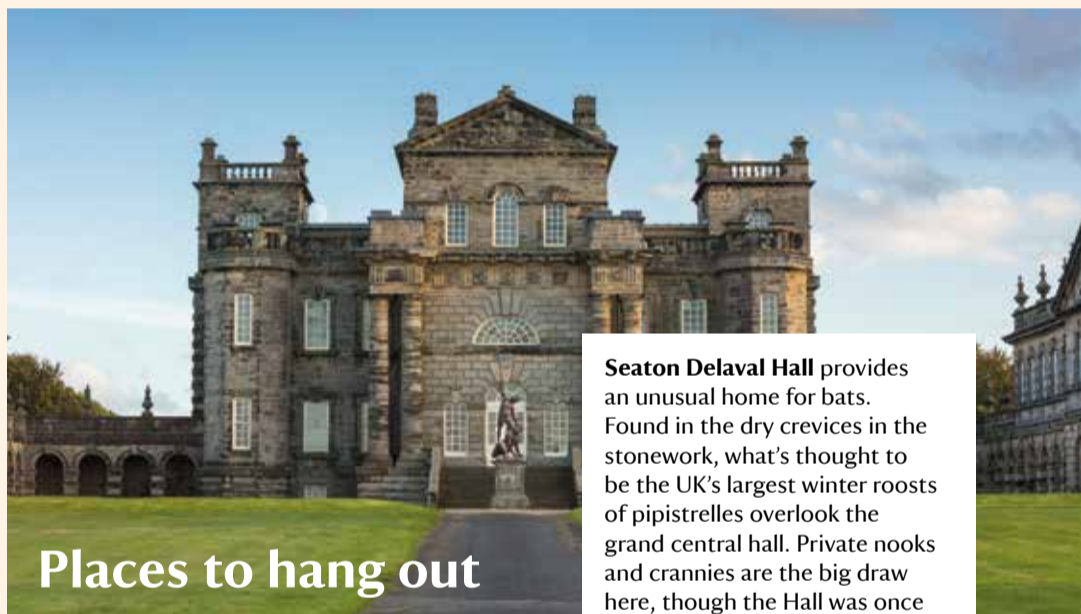 Places to hang out
Seaton Delaval Hall provides
an unusual home for bats.
Found in the dry crevices in the
stonework, what’s thought to
be the UK’s largest winter roosts
of pipistrelles overlook the
grand central hall. Private nooks
and crannies are the big draw
here, though the Hall was once